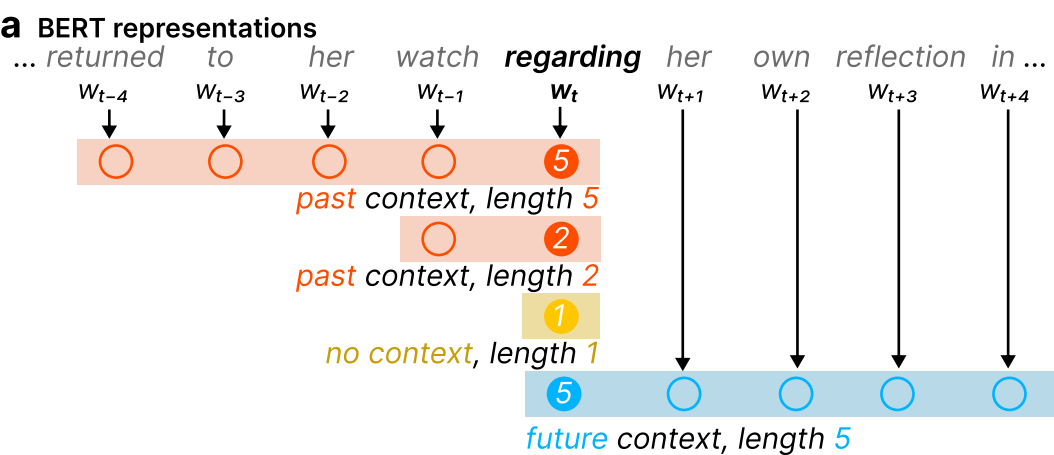 a BERT representations
... returned to her watch regarding her own reflection in ...
wt−4 wt−3 wt−2 wt−1 wt wt+1 wt+2 wt+3 wt+4
5
past context, length 5
2
past context, length 2
1
no context, length 1
5
future context, length 5